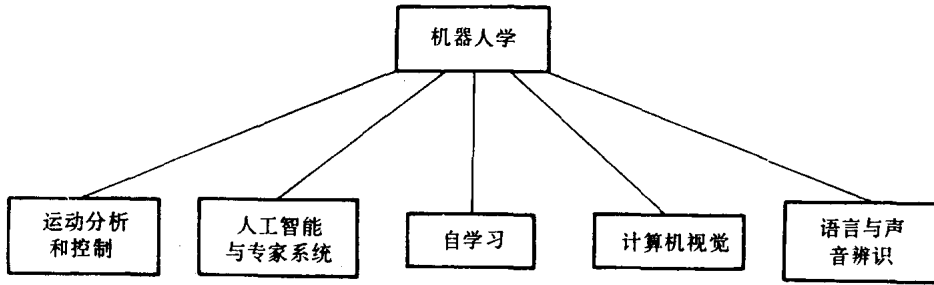 机器人学
运动分析
和控制
人工智能
与专家系统
自学习
计算机视觉
语言与声
音辨识